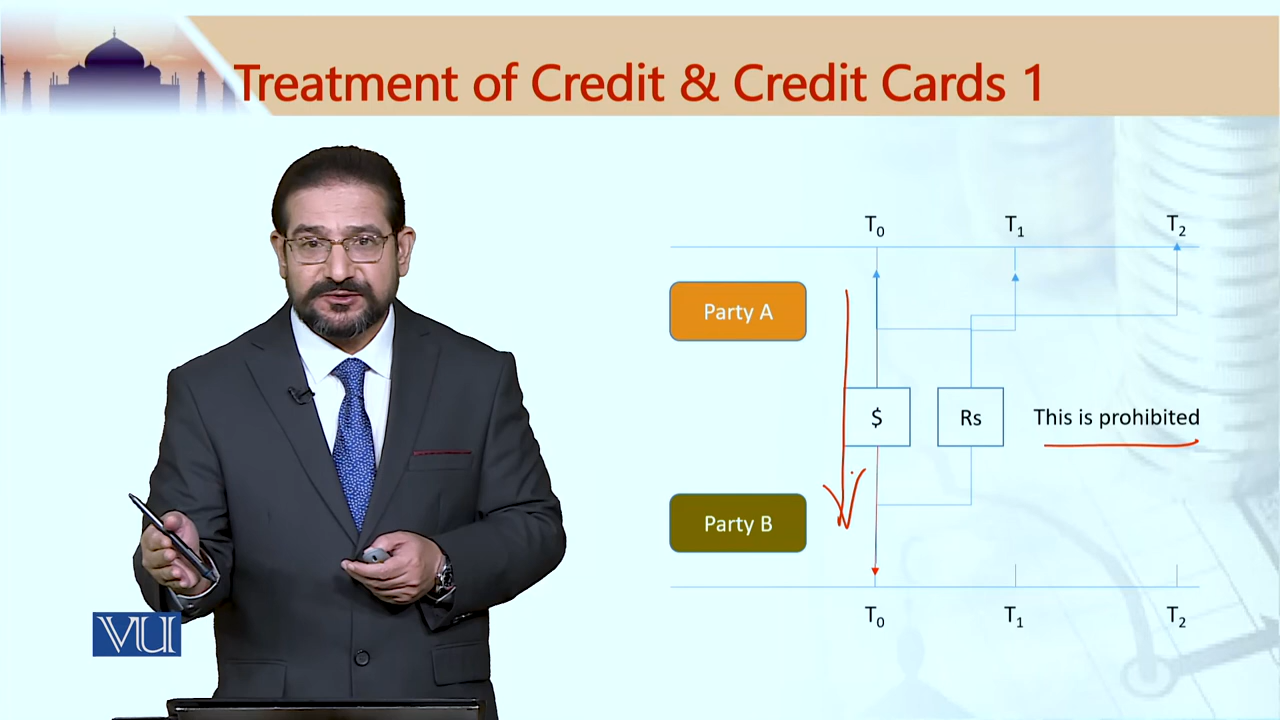 Treatment of Credit & Credit Cards 1
T₀ T₁ T₂
Party A
$ Rs This is prohibited
Party B
T₀ T₁ T₂
VU